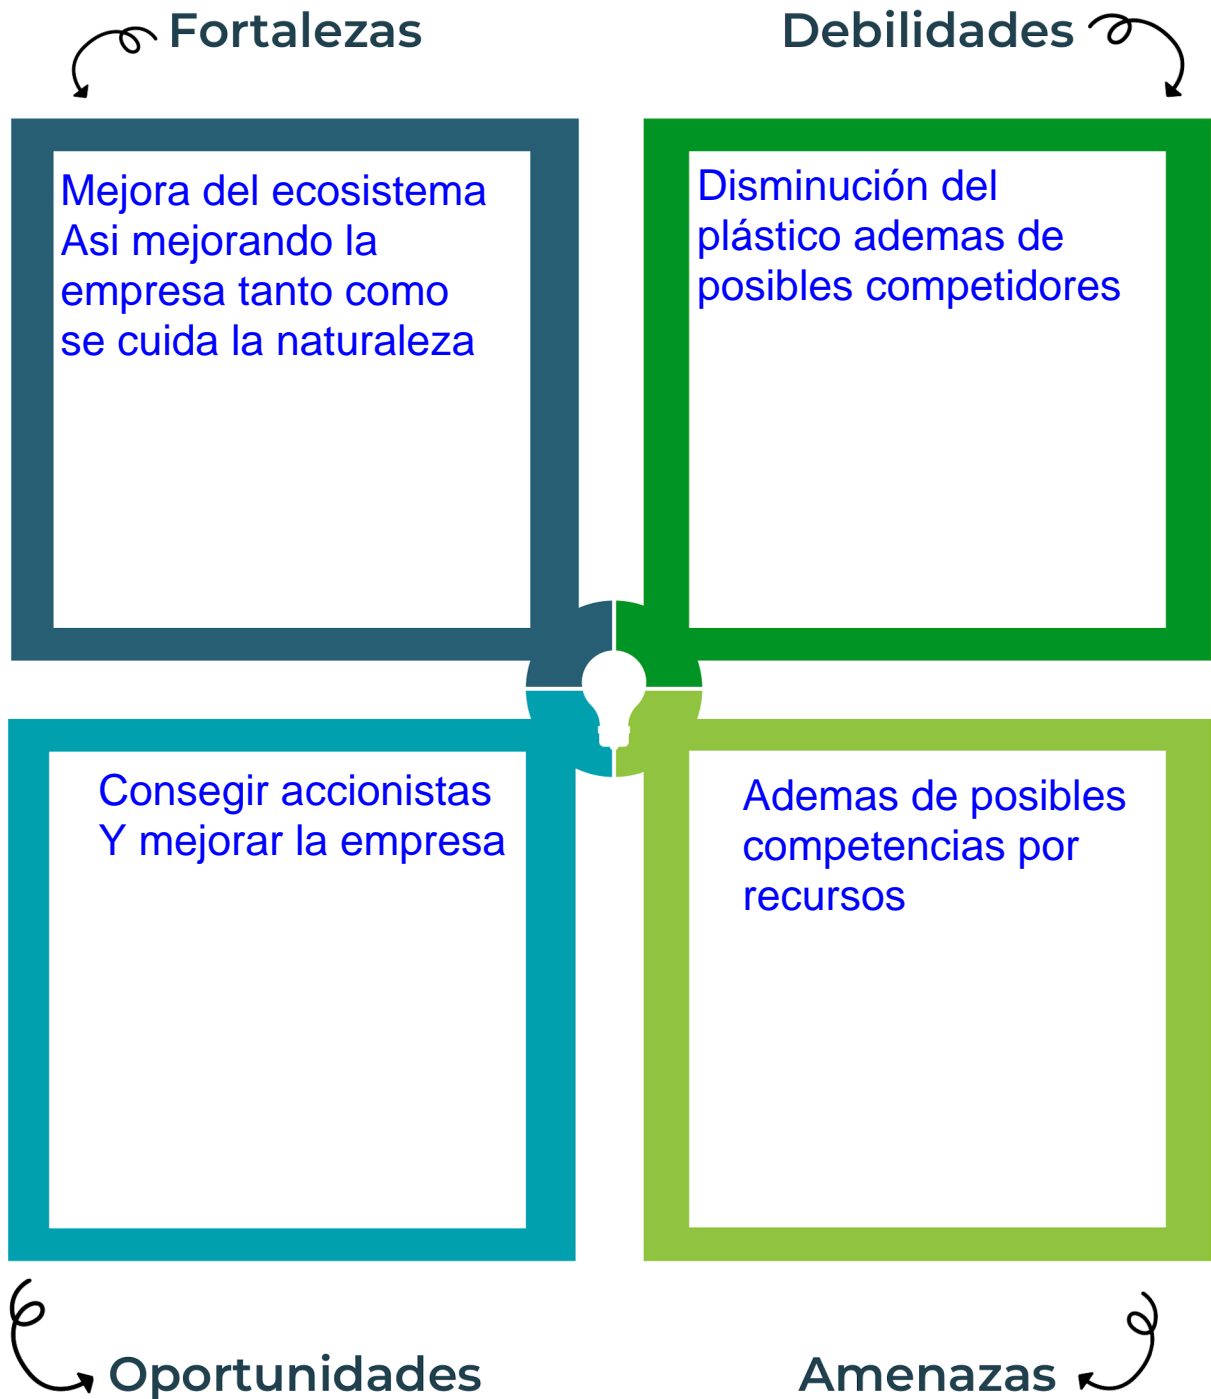 Fortalezas
Debilidades
Mejora del ecosistema
Asi mejorando la
empresa tanto como
se cuida la naturaleza
Disminución del
plástico ademas de
posibles competidores
Consegir accionistas
Y mejorar la empresa
Ademas de posibles
competencias por
recursos
Oportunidades
Amenazas